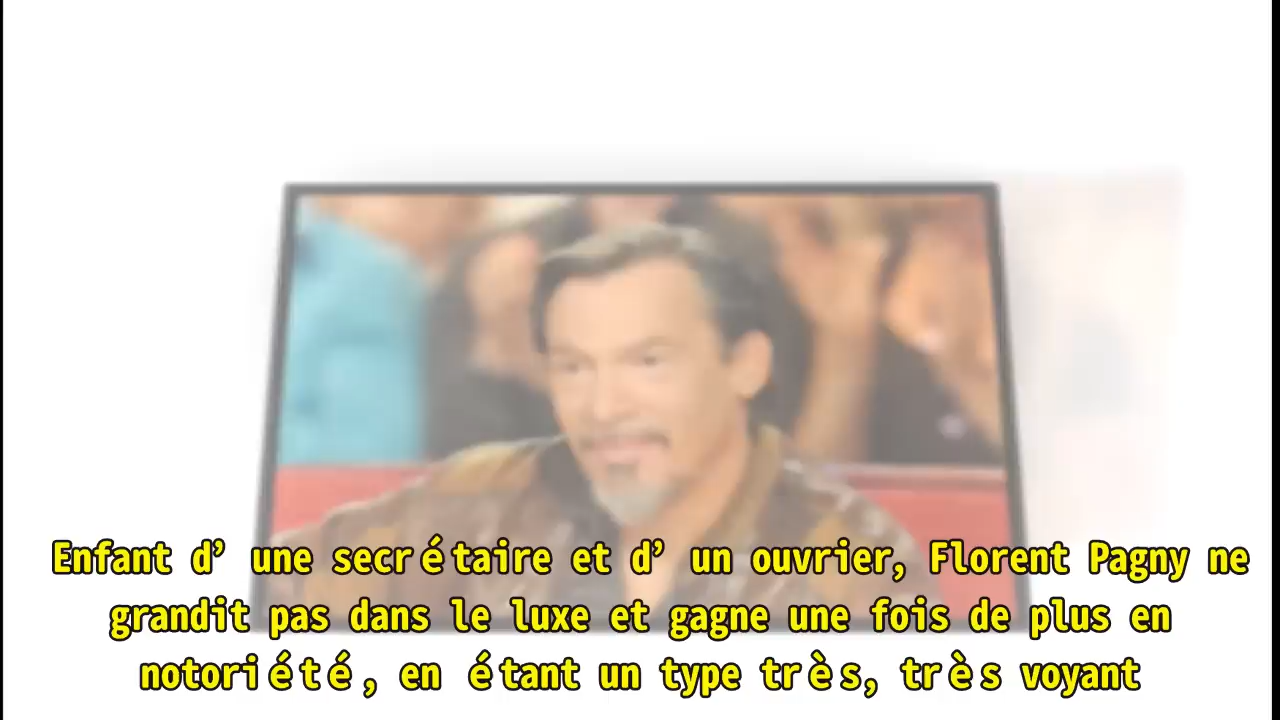 Enfant d’ une secrétaire et d’ un ouvrier, Florent Pagny ne
grandit pas dans le luxe et gagne une fois de plus en
notoriété, en étant un type très, très voyant